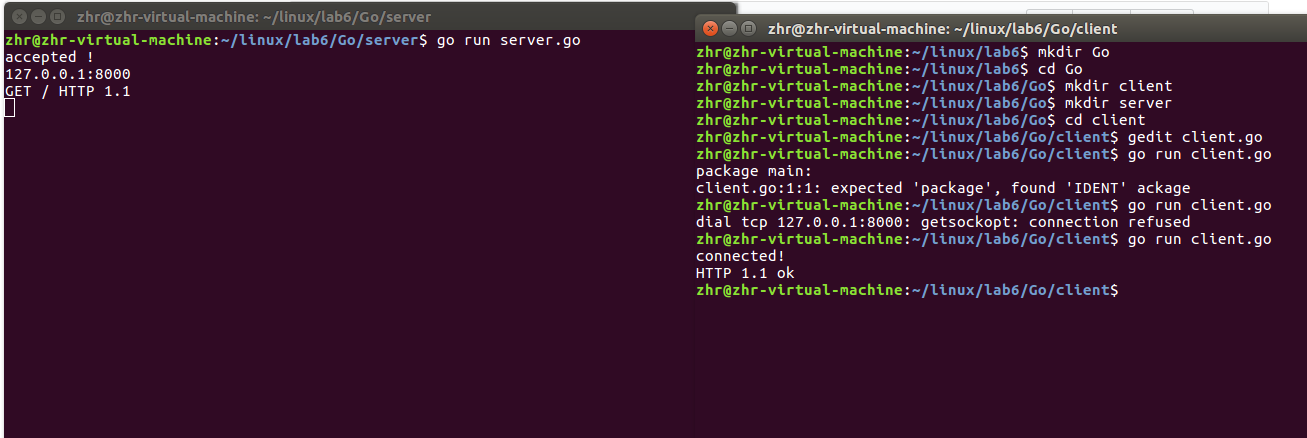 zhr@zhr-virtual-machine: ~/linux/lab6/Go/server
zhr@zhr-virtual-machine:~/linux/lab6/Go/server$ go run server.go
accepted !
127.0.0.1:8000
GET / HTTP 1.1
zhr@zhr-virtual-machine: ~/linux/lab6/Go/client
zhr@zhr-virtual-machine:~/linux/lab6$ mkdir Go
zhr@zhr-virtual-machine:~/linux/lab6$ cd Go
zhr@zhr-virtual-machine:~/linux/lab6/Go$ mkdir client
zhr@zhr-virtual-machine:~/linux/lab6/Go$ mkdir server
zhr@zhr-virtual-machine:~/linux/lab6/Go$ cd client
zhr@zhr-virtual-machine:~/linux/lab6/Go/client$ gedit client.go
zhr@zhr-virtual-machine:~/linux/lab6/Go/client$ go run client.go
package main:
client.go:1:1: expected 'package', found 'IDENT' ackage
zhr@zhr-virtual-machine:~/linux/lab6/Go/client$ go run client.go
dial tcp 127.0.0.1:8000: getsockopt: connection refused
zhr@zhr-virtual-machine:~/linux/lab6/Go/client$ go run client.go
connected!
HTTP 1.1 ok
zhr@zhr-virtual-machine:~/linux/lab6/Go/client$